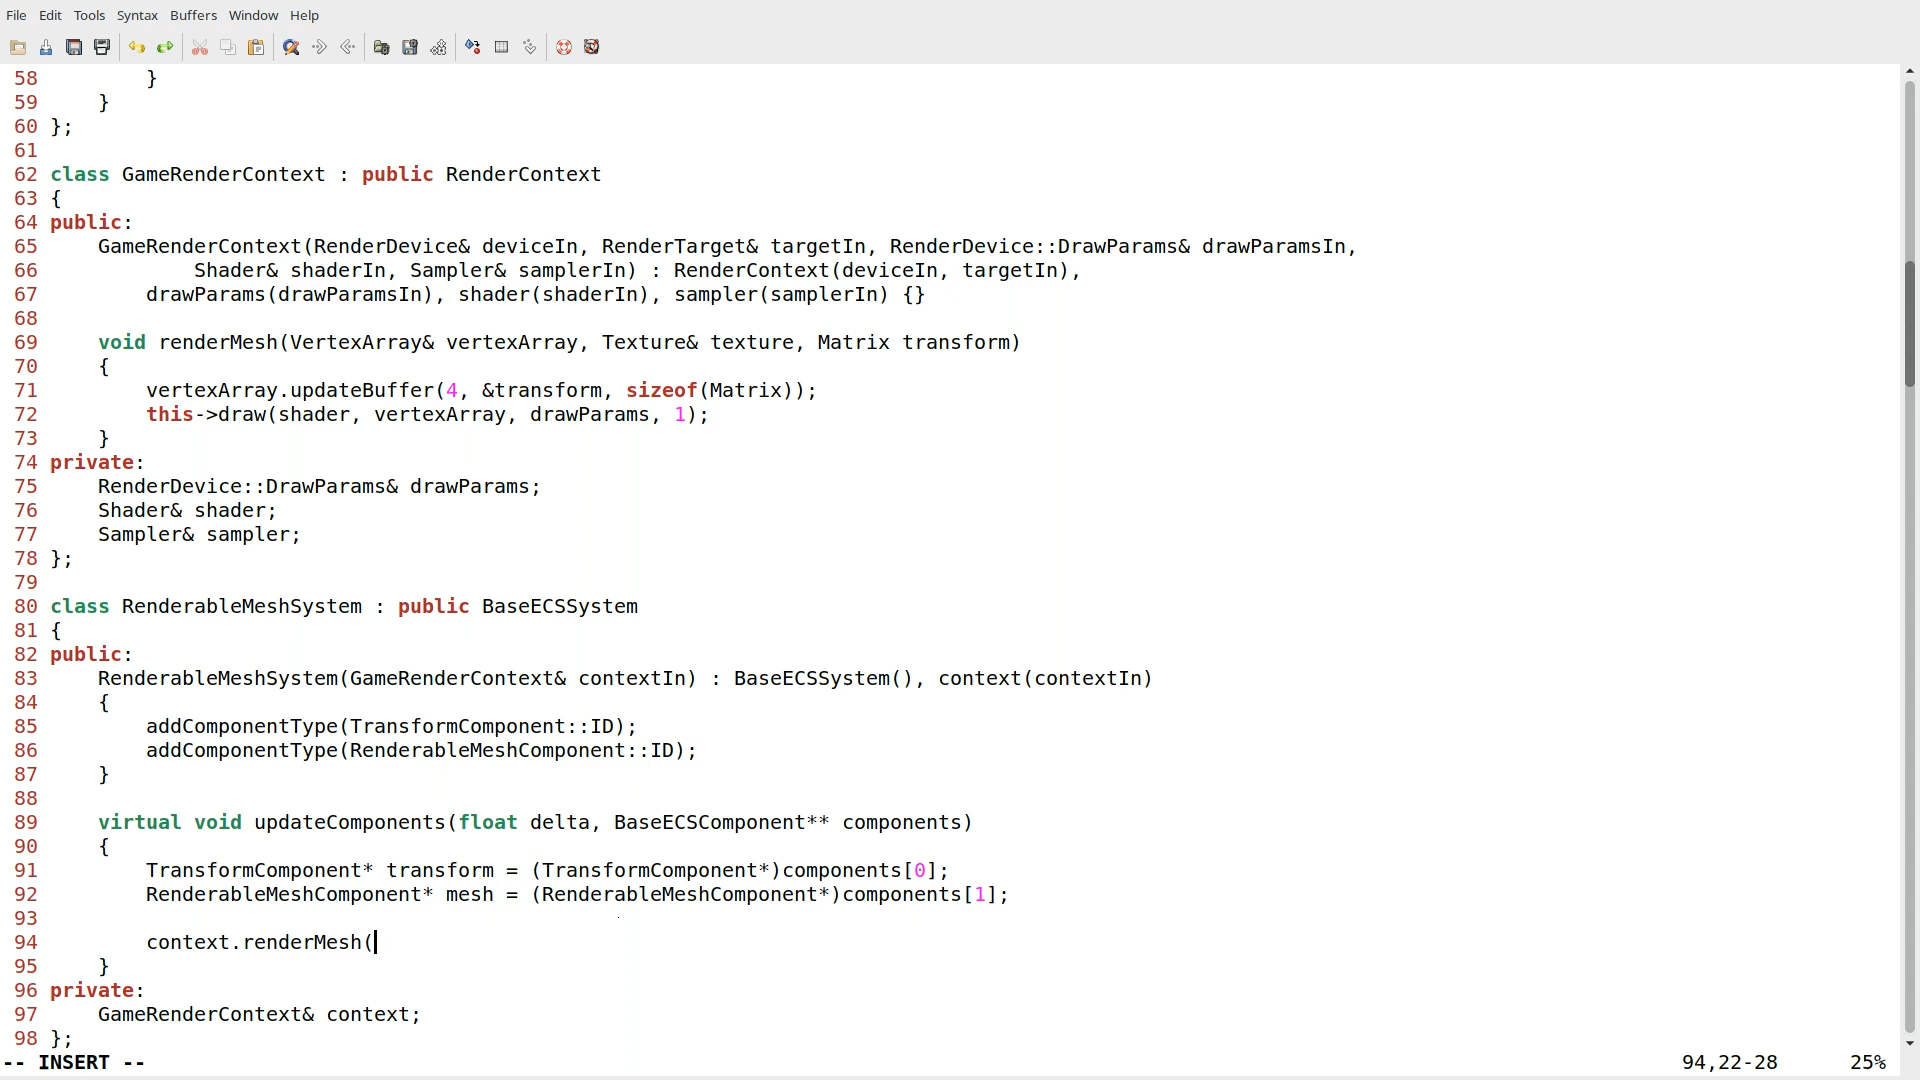 File Edit Tools Syntax Buffers Window Help
58         }
59     }
60 };
61
62 class GameRenderContext : public RenderContext
63 {
64 public:
65     GameRenderContext(RenderDevice& deviceIn, RenderTarget& targetIn, RenderDevice::DrawParams& drawParamsIn,
66             Shader& shaderIn, Sampler& samplerIn) : RenderContext(deviceIn, targetIn),
67         drawParams(drawParamsIn), shader(shaderIn), sampler(samplerIn) {}
68
69     void renderMesh(VertexArray& vertexArray, Texture& texture, Matrix transform)
70     {
71         vertexArray.updateBuffer(4, &transform, sizeof(Matrix));
72         this->draw(shader, vertexArray, drawParams, 1);
73     }
74 private:
75     RenderDevice::DrawParams& drawParams;
76     Shader& shader;
77     Sampler& sampler;
78 };
79
80 class RenderableMeshSystem : public BaseECSSystem
81 {
82 public:
83     RenderableMeshSystem(GameRenderContext& contextIn) : BaseECSSystem(), context(contextIn)
84     {
85         addComponentType(TransformComponent::ID);
86         addComponentType(RenderableMeshComponent::ID);
87     }
88
89     virtual void updateComponents(float delta, BaseECSComponent** components)
90     {
91         TransformComponent* transform = (TransformComponent*)components[0];
92         RenderableMeshComponent* mesh = (RenderableMeshComponent*)components[1];
93
94         context.renderMesh(
95     }
96 private:
97     GameRenderContext& context;
98 };
-- INSERT -- 94,22-28 25%